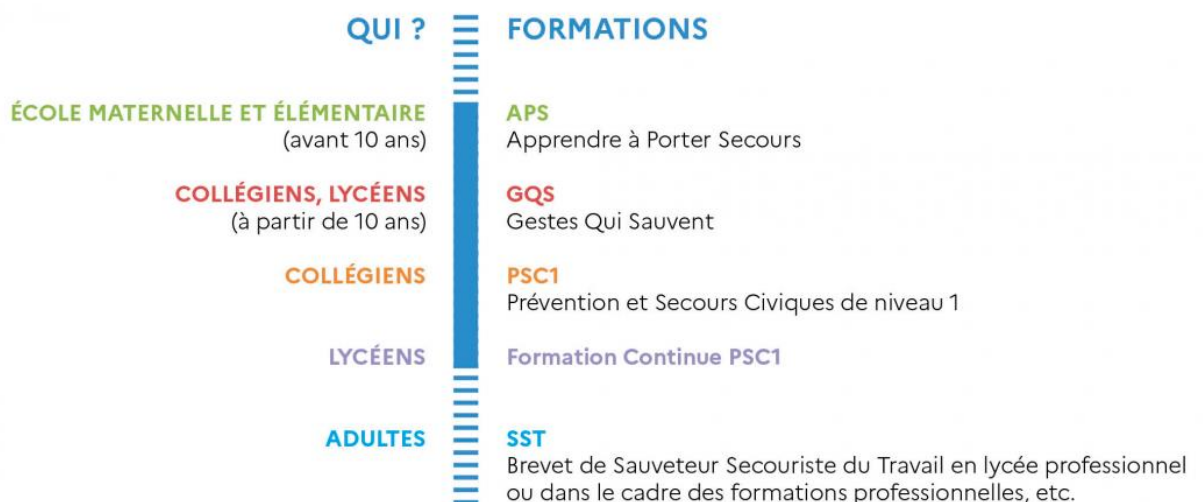 QUI ?
FORMATIONS
ÉCOLE MATERNELLE ET ÉLÉMENTAIRE
(avant 10 ans)
APS
Apprendre à Porter Secours
COLLÉGIENS, LYCÉENS
(à partir de 10 ans)
GQS
Gestes Qui Sauvent
COLLÉGIENS
PSC1
Prévention et Secours Civiques de niveau 1
LYCÉENS
Formation Continue PSC1
ADULTES
SST
Brevet de Sauveteur Secouriste du Travail en lycée professionnel
ou dans le cadre des formations professionnelles, etc.